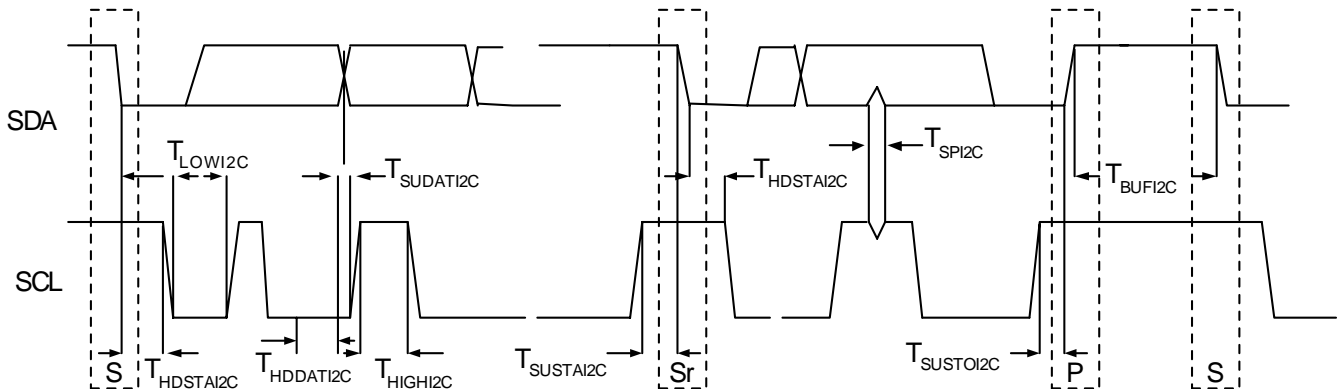 SDA
T_LOWI2C
T_SUDATI2C
T_HDSTAI2C
T_SPI2C
T_BUFI2C
SCL
S
T_HDSTAI2C
T_HDDATI2C
T_HIGHI2C
T_SUSTAI2C
Sr
T_SUSTOI2C
P
S